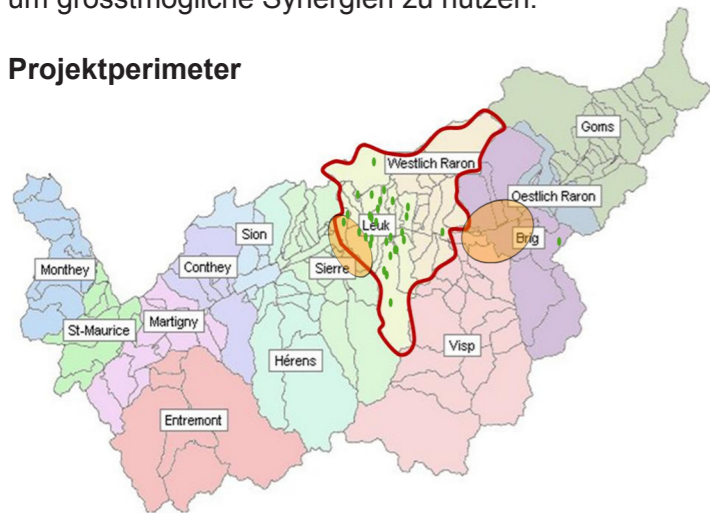 um grösstmögliche Synergien zu nutzen.
Projektperimeter
Goms
Westlich Raron
Oestlich Raron
Leuk
Sion
Brig
Monthey
Conthey
Sierre
St-Maurice
Martigny
Visp
Hérens
Entremont